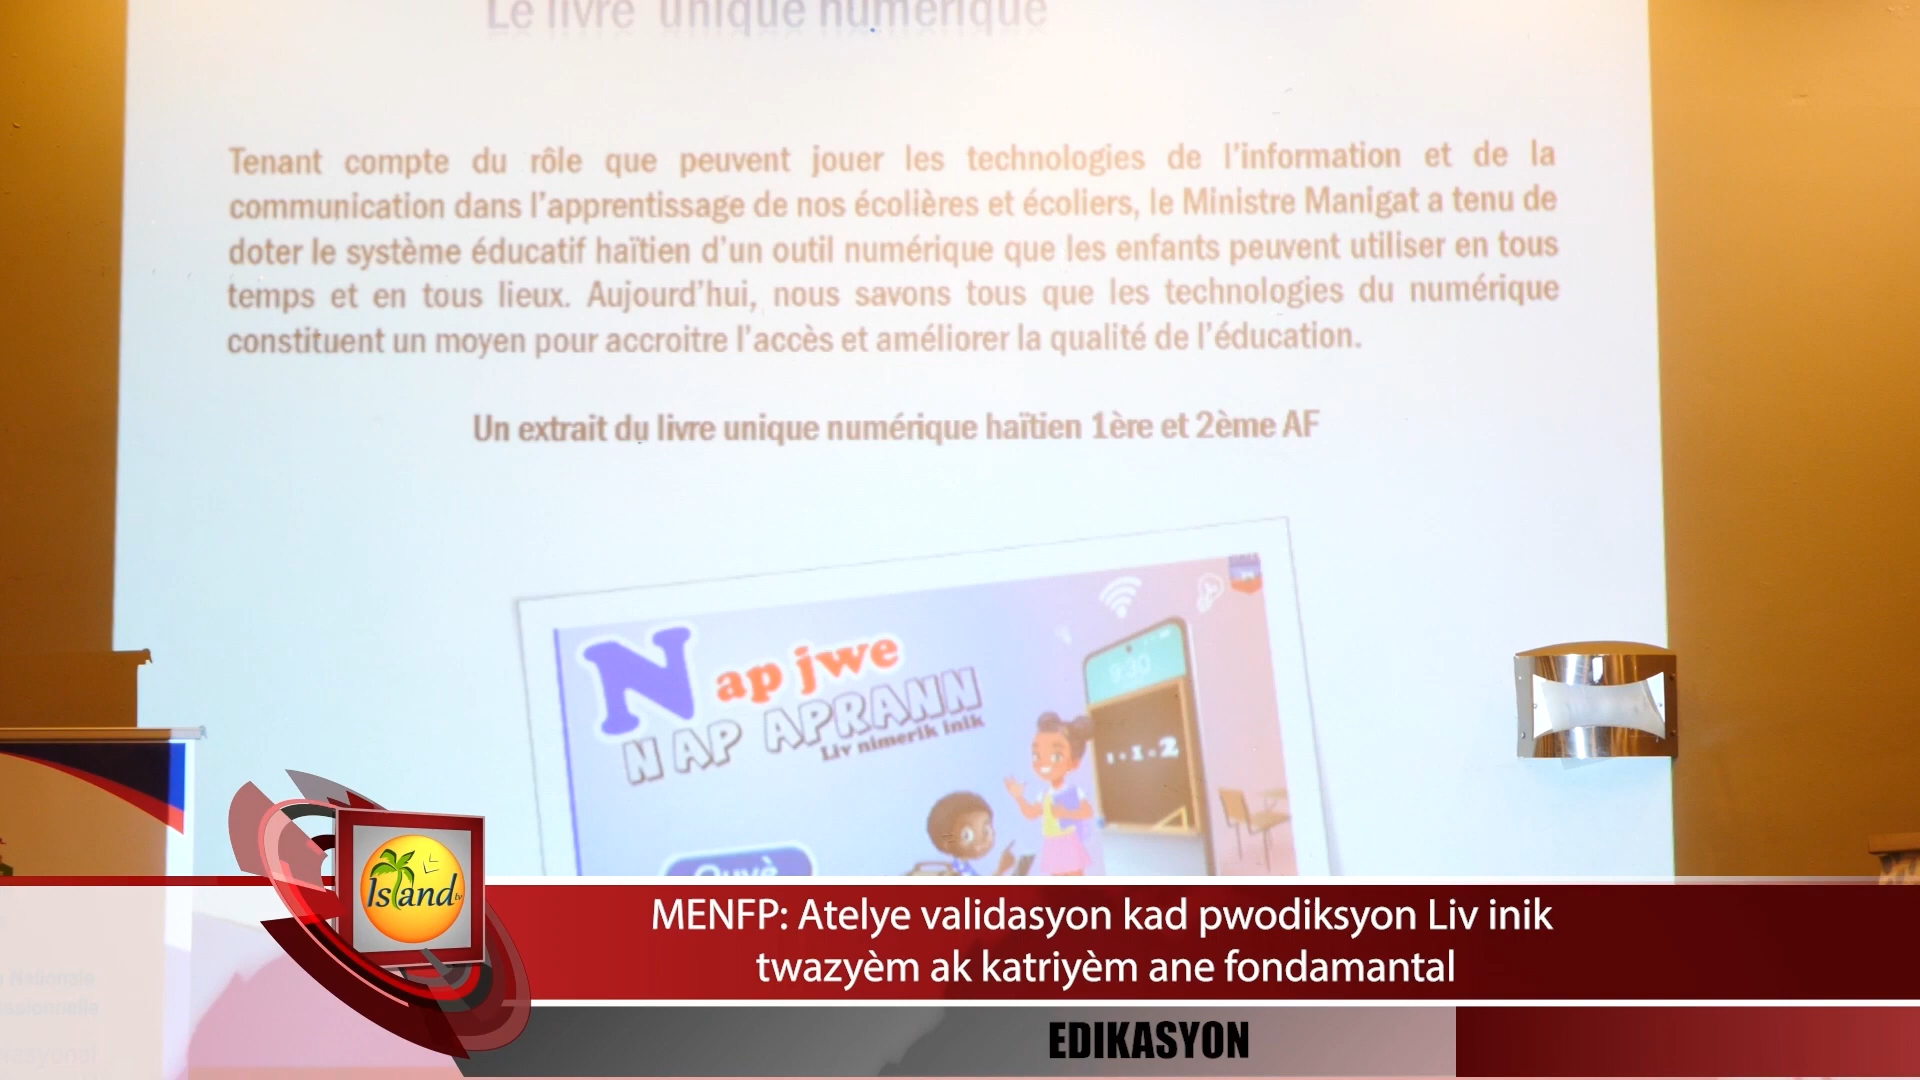 Le livre unique numérique
Tenant compte du rôle que peuvent jouer les technologies de l'information et de la
communication dans l'apprentissage de nos écolières et écoliers, le Ministre Manigat a tenu de
doter le système éducatif haïtien d'un outil numérique que les enfants peuvent utiliser en tous
temps et en tous lieux. Aujourd'hui, nous savons tous que les technologies du numérique
constituent un moyen pour accroitre l'accès et améliorer la qualité de l'éducation.
Un extrait du livre unique numérique haïtien 1ère et 2ème AF
N ap jwe
N AP APRANN
Liv nimerik inik
9:30
Ouvè
Island tv
MENFP: Atelye validasyon kad pwodiksyon Liv inik
twazyèm ak katriyèm ane fondamantal
EDIKASYON